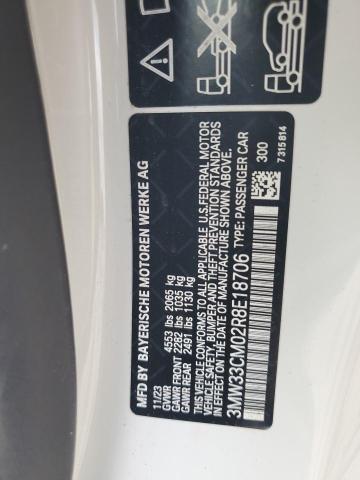 MFD BY BAYERISCHE MOTOREN WERKE AG
11/23
GVWR 4553 lbs 2065 kg
GAWR FRONT 2282 lbs 1035 kg
GAWR REAR 2491 lbs 1130 kg
THIS VEHICLE CONFORMS TO ALL APPLICABLE U.S.FEDERAL MOTOR
VEHICLE SAFETY,BUMPER AND THEFT PREVENTION STANDARDS
IN EFFECT ON THE DATE OF MANUFACTURE SHOWN ABOVE.
3MW33CM02R8E18706 TYPE: PASSENGER CAR
300
7 315 814